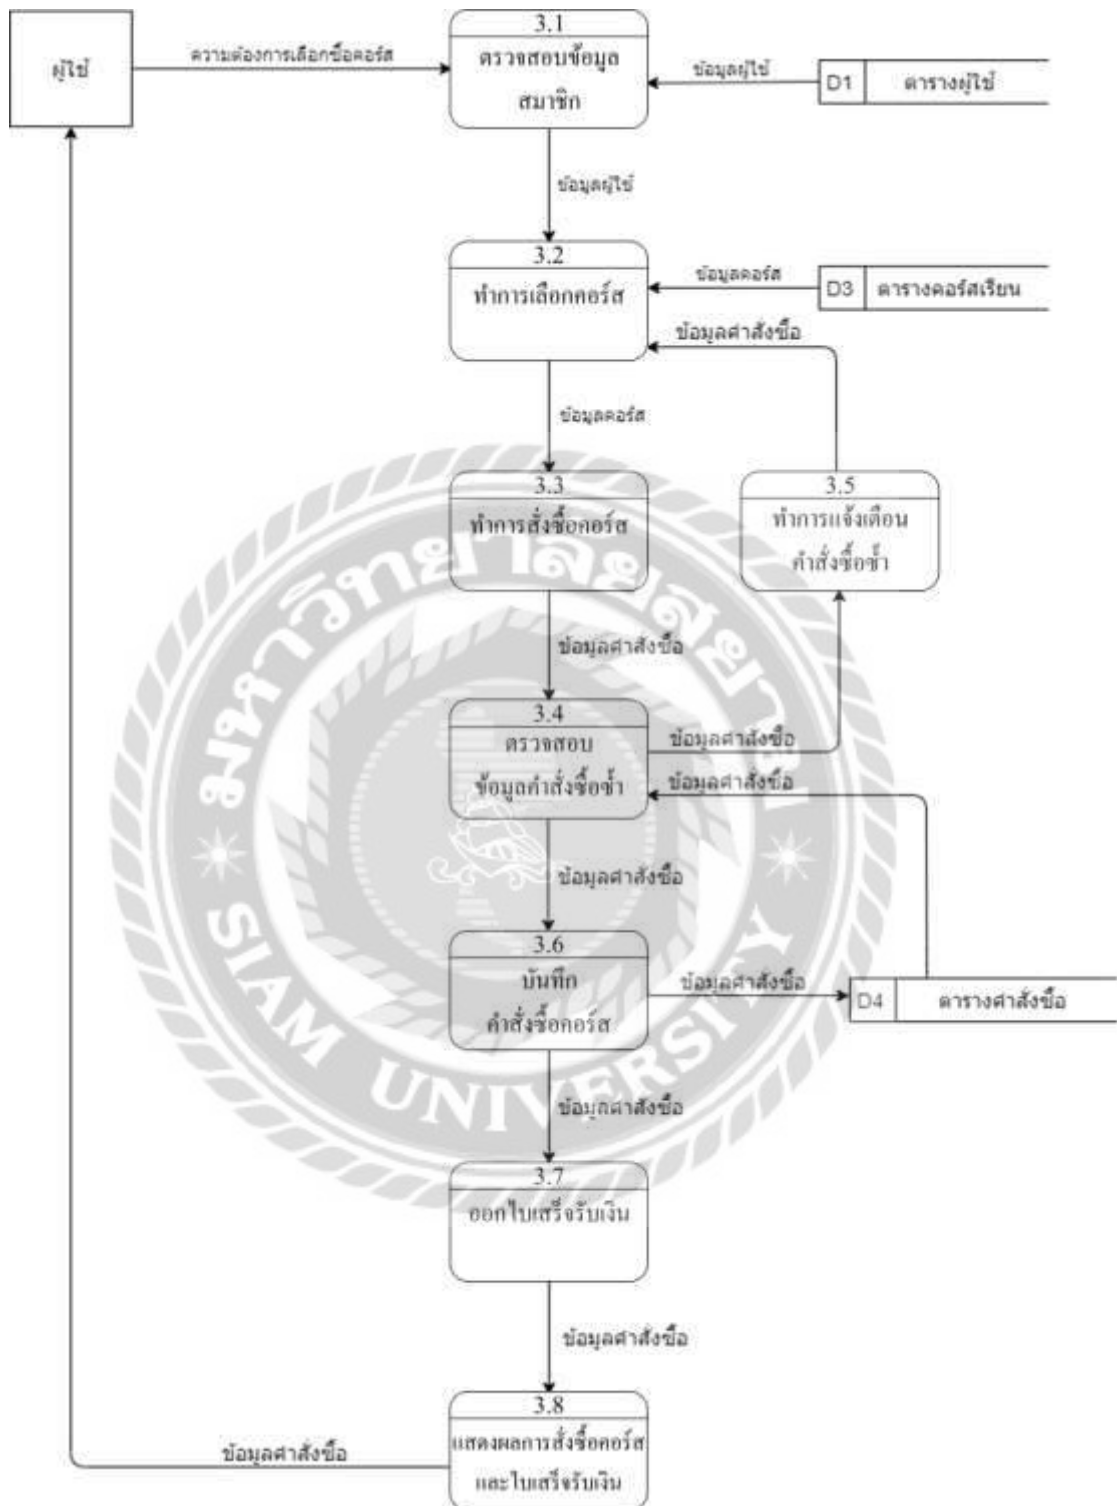 3.1
ผู้ใช้
ความต้องการเลือกซื้อคอร์ส
ตรวจสอบข้อมูล
สมาชิก
ข้อมูลผู้ใช้
D1
ตารางผู้ใช้
ข้อมูลผู้ใช้
3.2
ทำการเลือกคอร์ส
ข้อมูลคอร์ส
D3
ตารางคอร์สเรียน
ข้อมูลคำสั่งซื้อ
ข้อมูลคอร์ส
3.3
ทำการสั่งซื้อคอร์ส
3.5
ทำการแจ้งเตือน
คำสั่งซื้อซ้ำ
ข้อมูลคำสั่งซื้อ
3.4
ตรวจสอบ
ข้อมูลคำสั่งซื้อซ้ำ
ข้อมูลคำสั่งซื้อ
ข้อมูลคำสั่งซื้อ
ข้อมูลคำสั่งซื้อ
3.6
บันทึก
คำสั่งซื้อคอร์ส
ข้อมูลคำสั่งซื้อ
D4
ตารางคำสั่งซื้อ
ข้อมูลคำสั่งซื้อ
3.7
ออกใบเสร็จรับเงิน
ข้อมูลคำสั่งซื้อ
3.8
แสดงผลการสั่งซื้อคอร์ส
และใบเสร็จรับเงิน
ข้อมูลคำสั่งซื้อ
มหาวิทยาลัยสยาม
SIAM UNIVERSITY